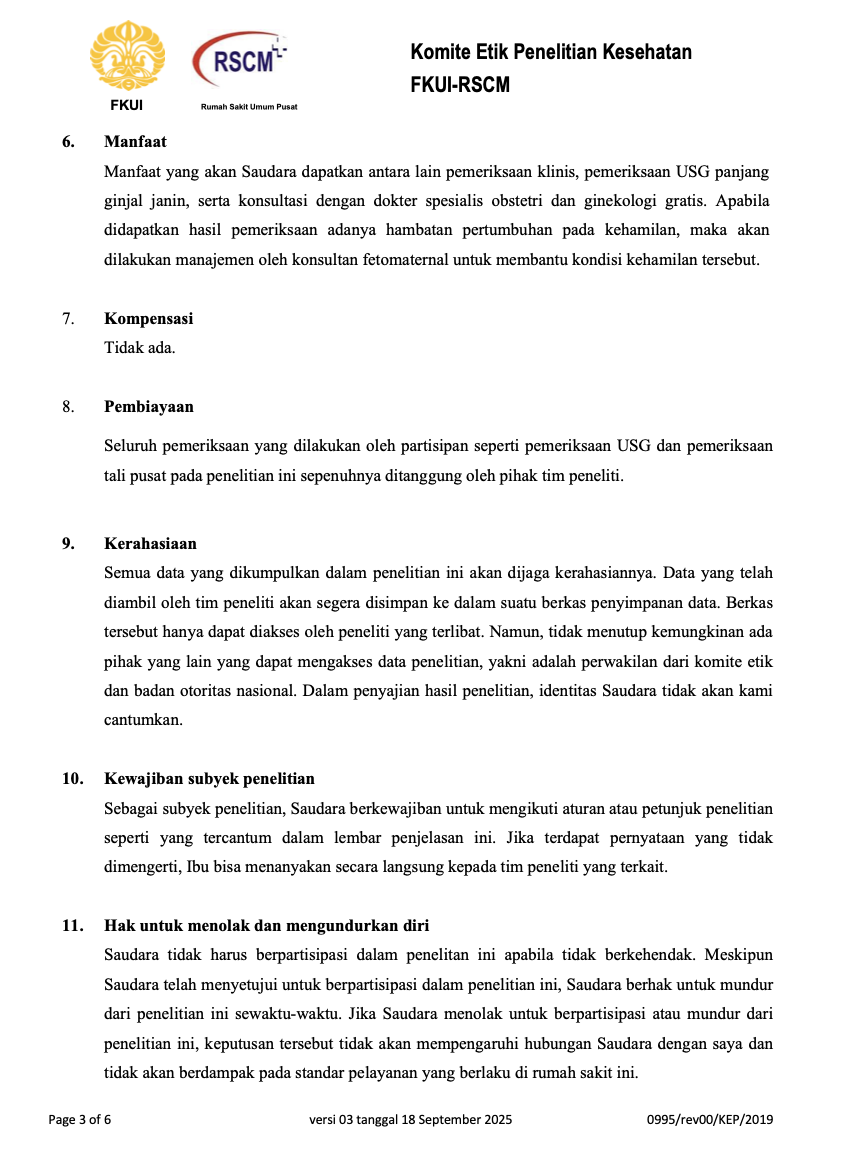 FKUI
RSCM
Rumah Sakit Umum Pusat
Komite Etik Penelitian Kesehatan
FKUI-RSCM
6. Manfaat
Manfaat yang akan Saudara dapatkan antara lain pemeriksaan klinis, pemeriksaan USG panjang
ginjal janin, serta konsultasi dengan dokter spesialis obstetri dan ginekologi gratis. Apabila
didapatkan hasil pemeriksaan adanya hambatan pertumbuhan pada kehamilan, maka akan
dilakukan manajemen oleh konsultan fetomaternal untuk membantu kondisi kehamilan tersebut.
7. Kompensasi
Tidak ada.
8. Pembiayaan
Seluruh pemeriksaan yang dilakukan oleh partisipan seperti pemeriksaan USG dan pemeriksaan
tali pusat pada penelitian ini sepenuhnya ditanggung oleh pihak tim peneliti.
9. Kerahasiaan
Semua data yang dikumpulkan dalam penelitian ini akan dijaga kerahasiannya. Data yang telah
diambil oleh tim peneliti akan segera disimpan ke dalam suatu berkas penyimpanan data. Berkas
tersebut hanya dapat diakses oleh peneliti yang terlibat. Namun, tidak menutup kemungkinan ada
pihak yang lain yang dapat mengakses data penelitian, yakni adalah perwakilan dari komite etik
dan badan otoritas nasional. Dalam penyajian hasil penelitian, identitas Saudara tidak akan kami
cantumkan.
10. Kewajiban subyek penelitian
Sebagai subyek penelitian, Saudara berkewajiban untuk mengikuti aturan atau petunjuk penelitian
seperti yang tercantum dalam lembar penjelasan ini. Jika terdapat pernyataan yang tidak
dimengerti, Ibu bisa menanyakan secara langsung kepada tim peneliti yang terkait.
11. Hak untuk menolak dan mengundurkan diri
Saudara tidak harus berpartisipasi dalam penelitan ini apabila tidak berkehendak. Meskipun
Saudara telah menyetujui untuk berpartisipasi dalam penelitian ini, Saudara berhak untuk mundur
dari penelitian ini sewaktu-waktu. Jika Saudara menolak untuk berpartisipasi atau mundur dari
penelitian ini, keputusan tersebut tidak akan mempengaruhi hubungan Saudara dengan saya dan
tidak akan berdampak pada standar pelayanan yang berlaku di rumah sakit ini.
Page 3 of 6 versi 03 tanggal 18 September 2025 0995/rev00/KEP/2019